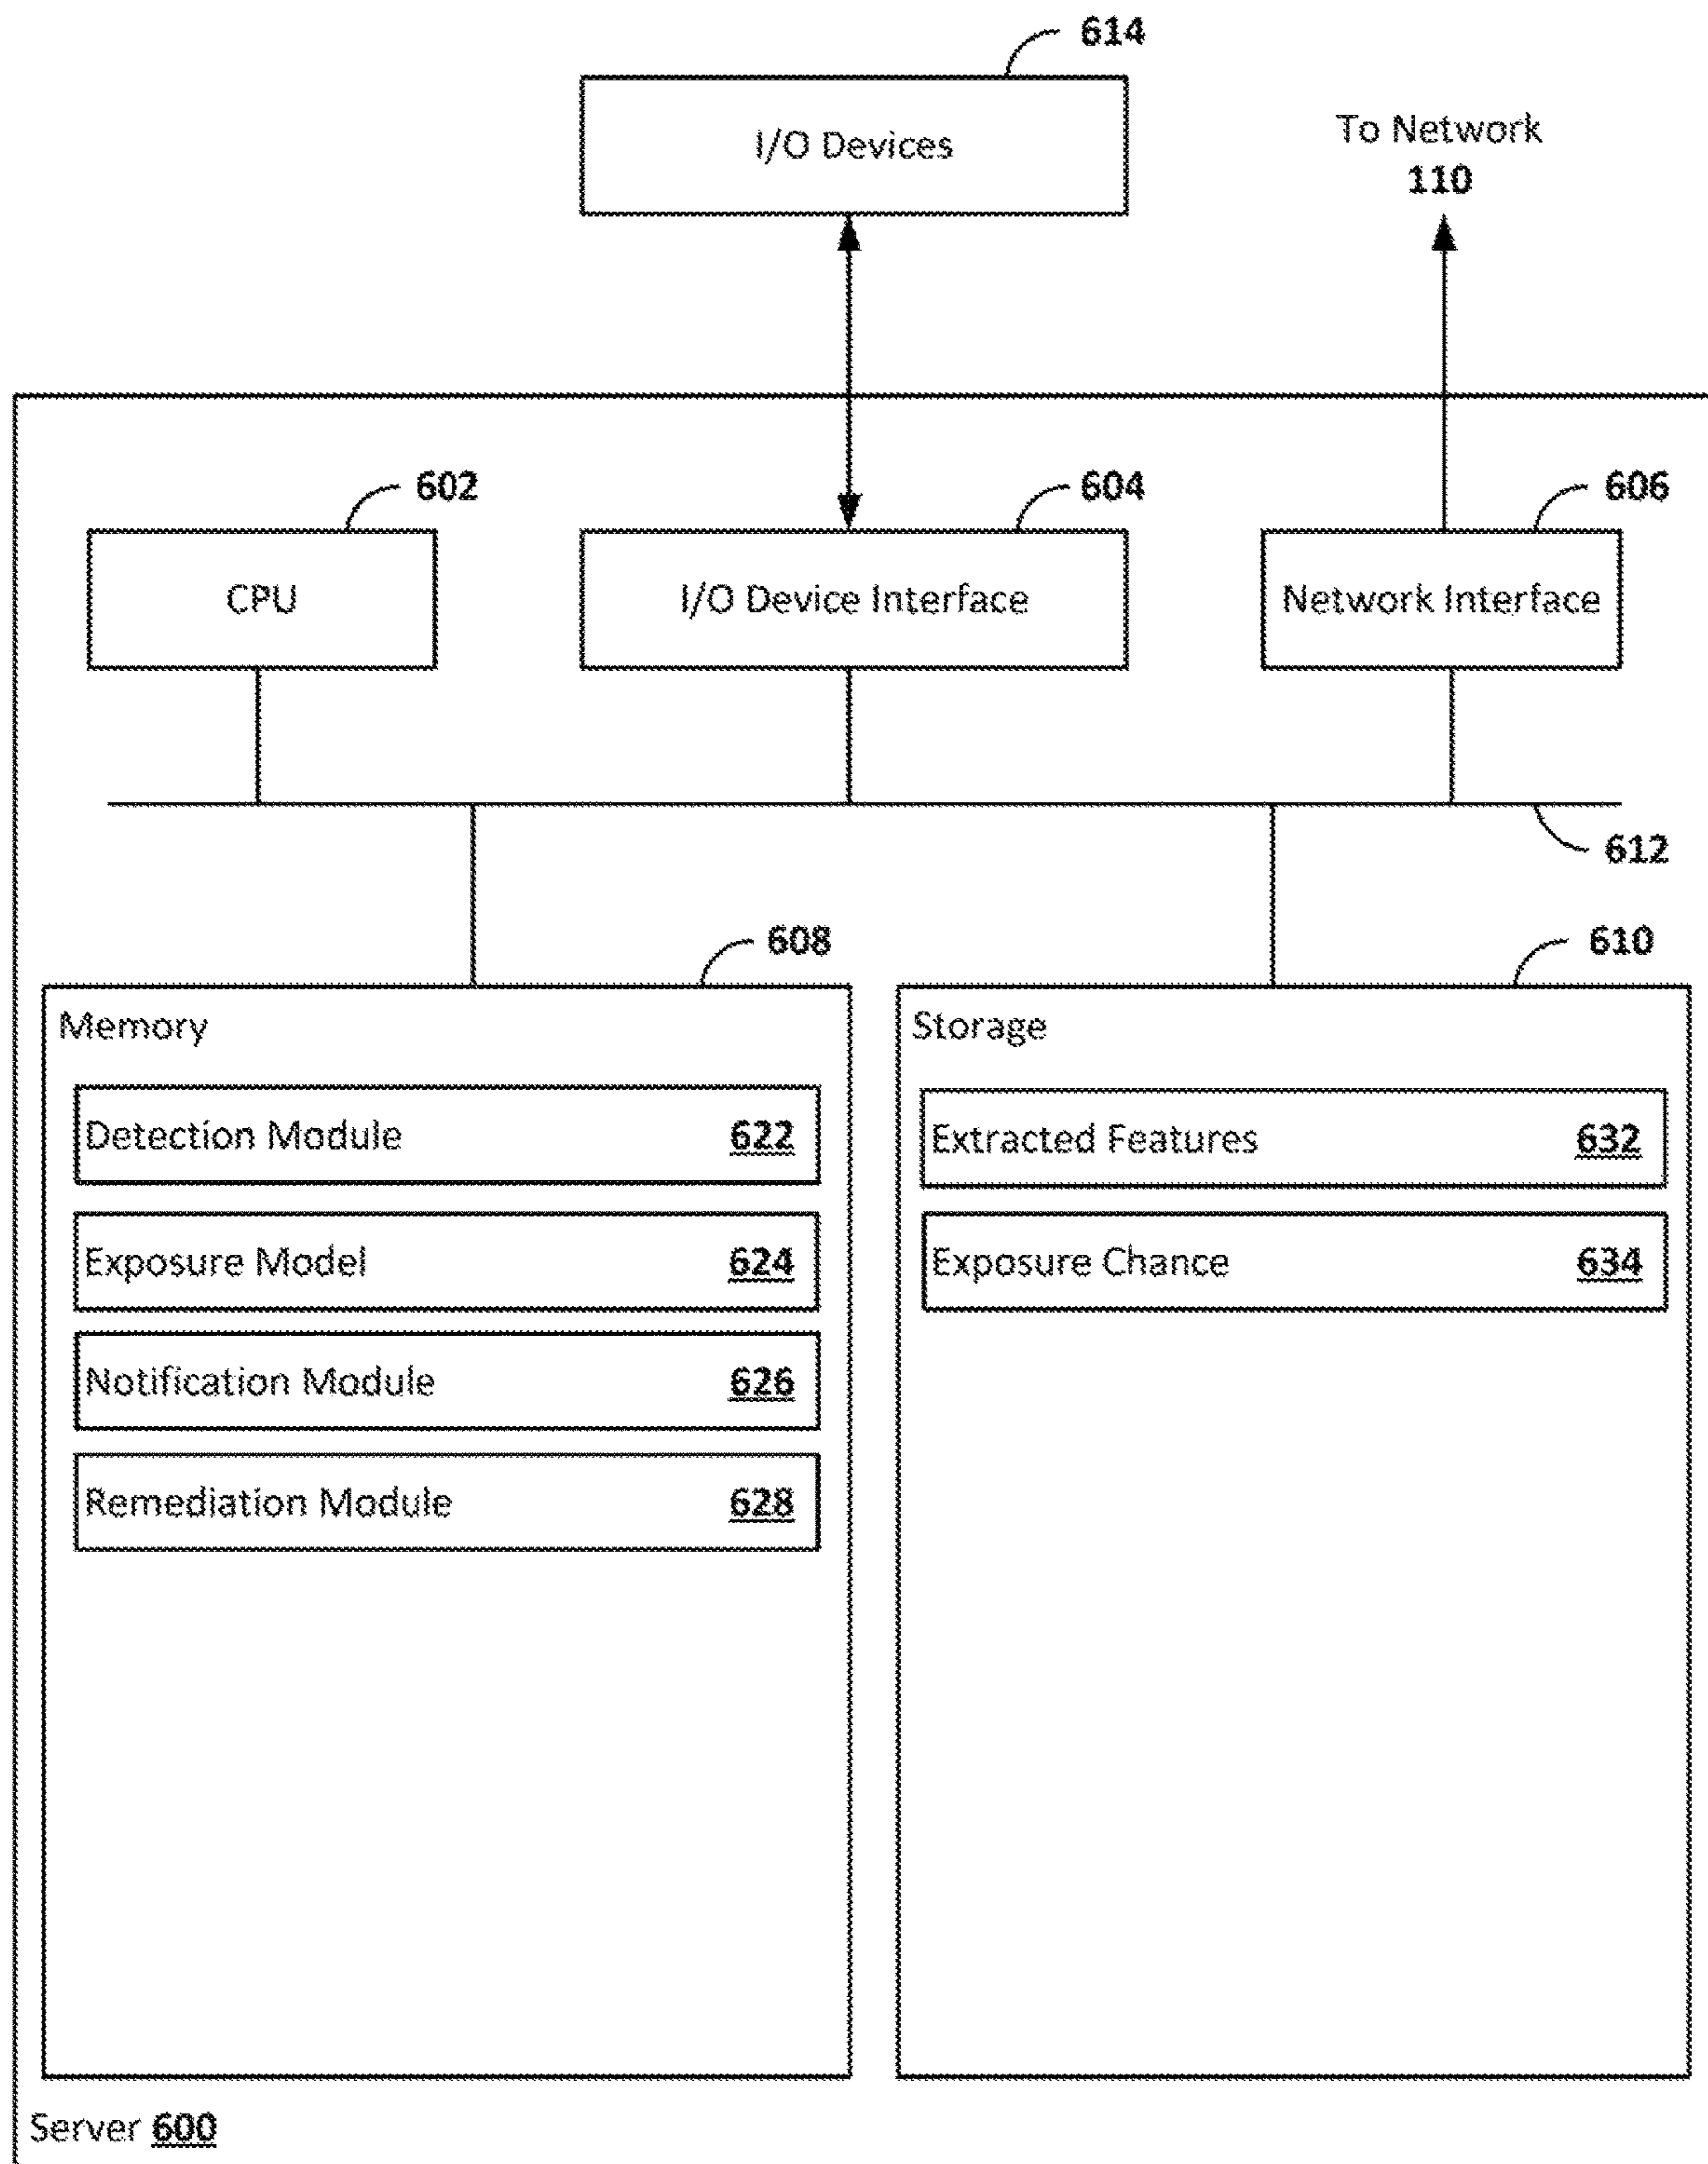 614
I/O Devices
To Network
110
602
604
606
CPU
I/O Device Interface
Network Interface
612
608
610
Memory
Storage
Detection Module 622
Extracted Features 632
Exposure Model 624
Exposure Chance 634
Notification Module 626
Remediation Module 628
Server 600